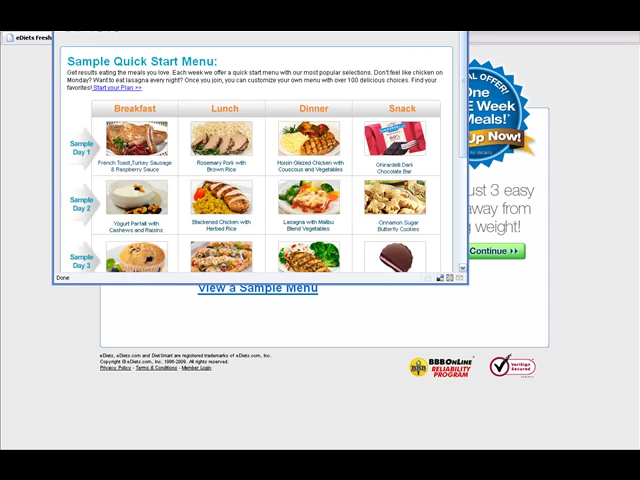 eDiets Fresh
Sample Quick Start Menu:
Get results eating the meals you love. Each week we offer a quick start menu with our most popular selections. Don't feel like chicken on
Monday? Want to eat lasagna every night? Once you join, you can customize your own menu with over 100 delicious choices. Find your
favorites! Start your Plan >>
Breakfast Lunch Dinner Snack
Sample
Day 1
French Toast,Turkey Sausage
& Raspberry Sauce
Rosemary Pork with
Brown Rice
Hoisin Glazed Chicken with
Couscous and Vegetables
Ghirardelli Dark
Chocolate Bar
Sample
Day 2
Yogurt Parfait with
Cashews and Raisins
Blackened Chicken with
Herbed Rice
Lasagna with Malibu
Blend Vegetables
Cinnamon Sugar
Butterfly Cookies
Sample
Day 3
Done
AL OFFER!
One
E Week
Meals!*
Up Now!
for details
ust 3 easy
away from
g weight!
Continue
View a Sample Menu
eDiets, eDiets.com and DietSmart are registered trademarks of eDiets.com, Inc.
Copyright © eDiets.com, Inc. 1996-2009. All rights reserved.
Privacy Policy - Terms & Conditions - Member Login
BBB
BBBOnLine
RELIABILITY
PROGRAM
VeriSign
Secured